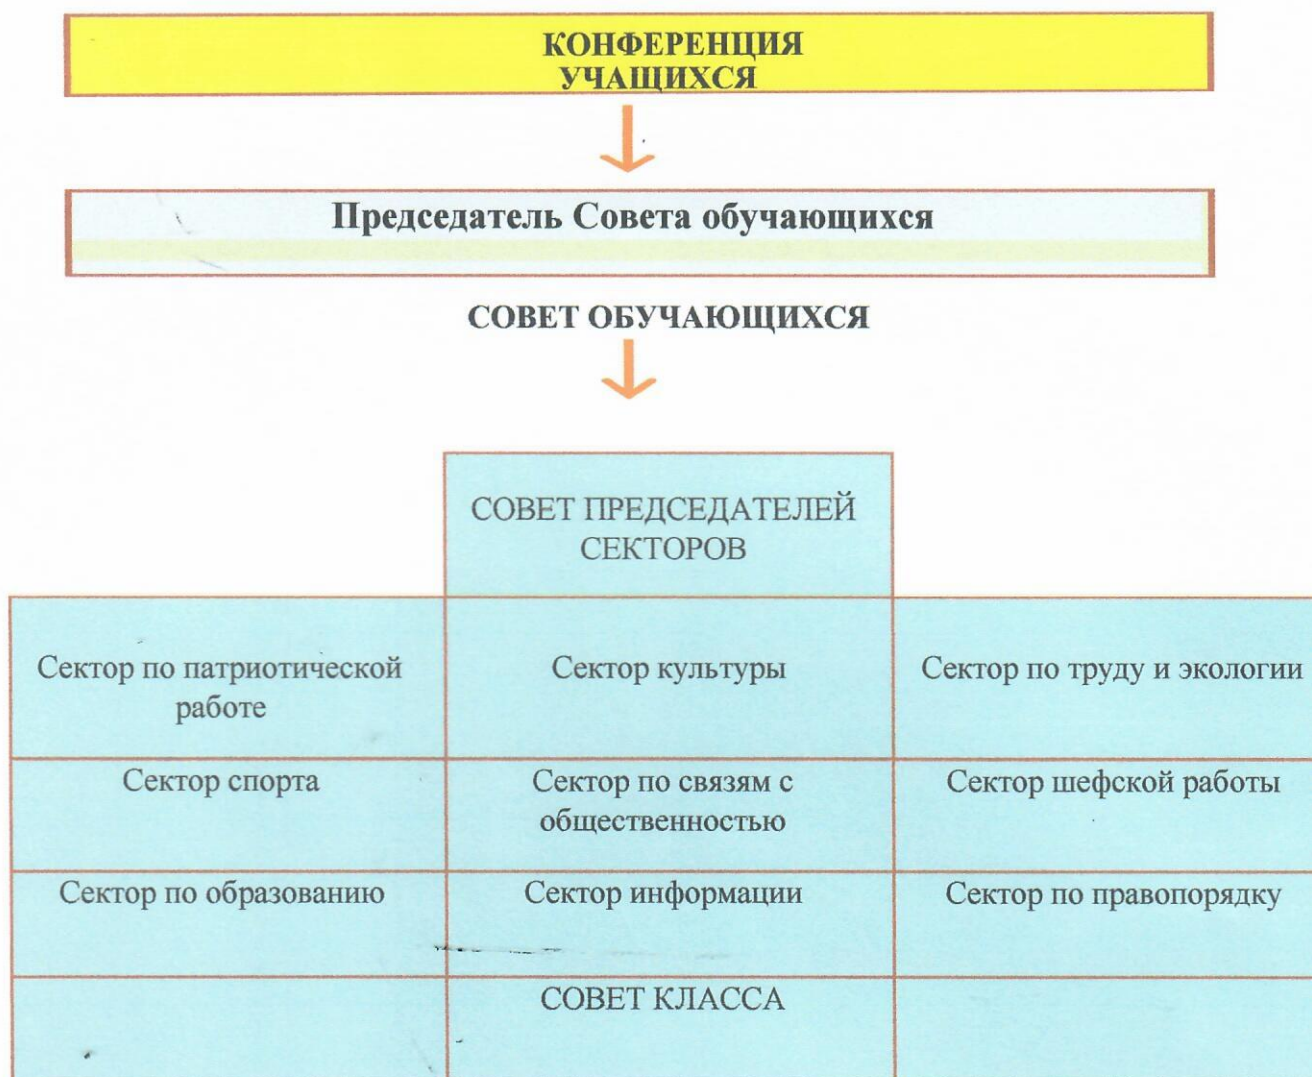 КОНФЕРЕНЦИЯ
УЧАЩИХСЯ
Председатель Совета обучающихся
СОВЕТ ОБУЧАЮЩИХСЯ
СОВЕТ ПРЕДСЕДАТЕЛЕЙ
СЕКТОРОВ
Сектор по патриотической
работе
Сектор культуры
Сектор по труду и экологии
Сектор спорта
Сектор по связям с
общественностью
Сектор шефской работы
Сектор по образованию
Сектор информации
Сектор по правопорядку
СОВЕТ КЛАССА